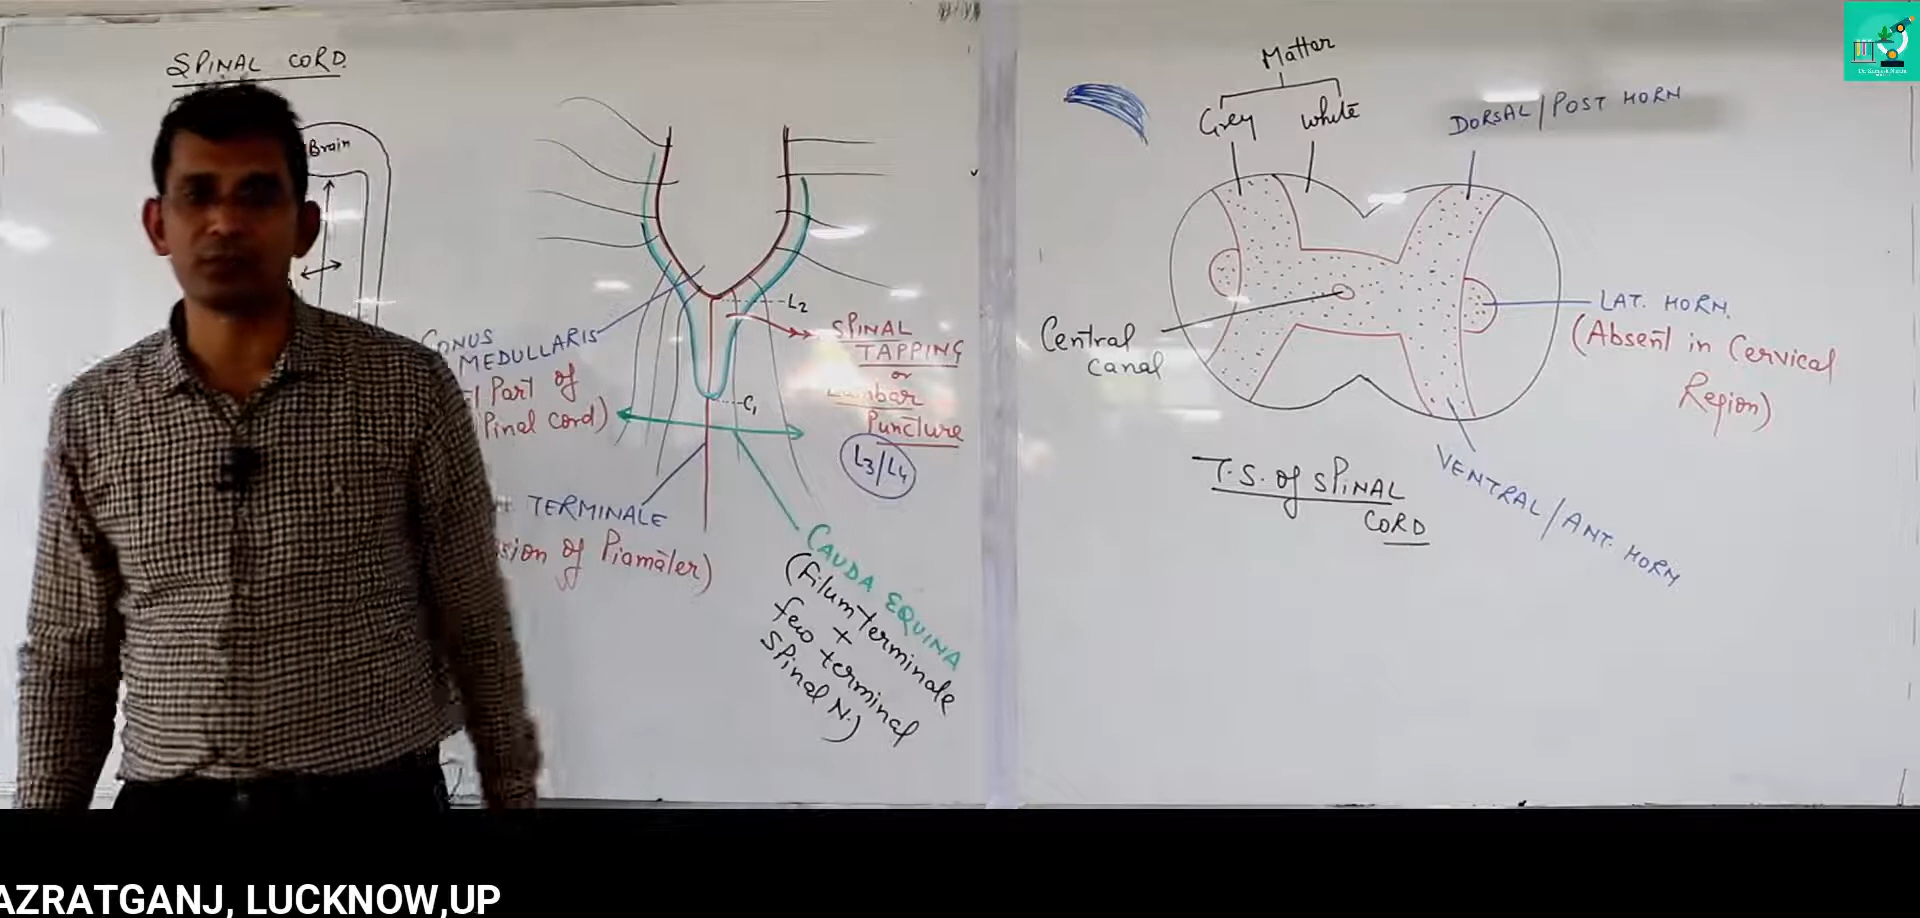 SPINAL CORD
Brain
L2
CONUS
MEDULLARIS
Part of
Pinal cord)
SPINAL
TAPPING
or
Lumbar
Puncture
L3/L4
C1
TERMINALE
sion of Piamater)
CAUDA EQUINA
(Filum terminale
+
few terminal
spinal N.)
Matter
Grey White
DORSAL/POST HORN
LAT. HORN.
(Absent in Cervical
Region)
Central
canal
T.S. of SPINAL
CORD
VENTRAL/ANT. HORN
AZRATGANJ, LUCKNOW,UP